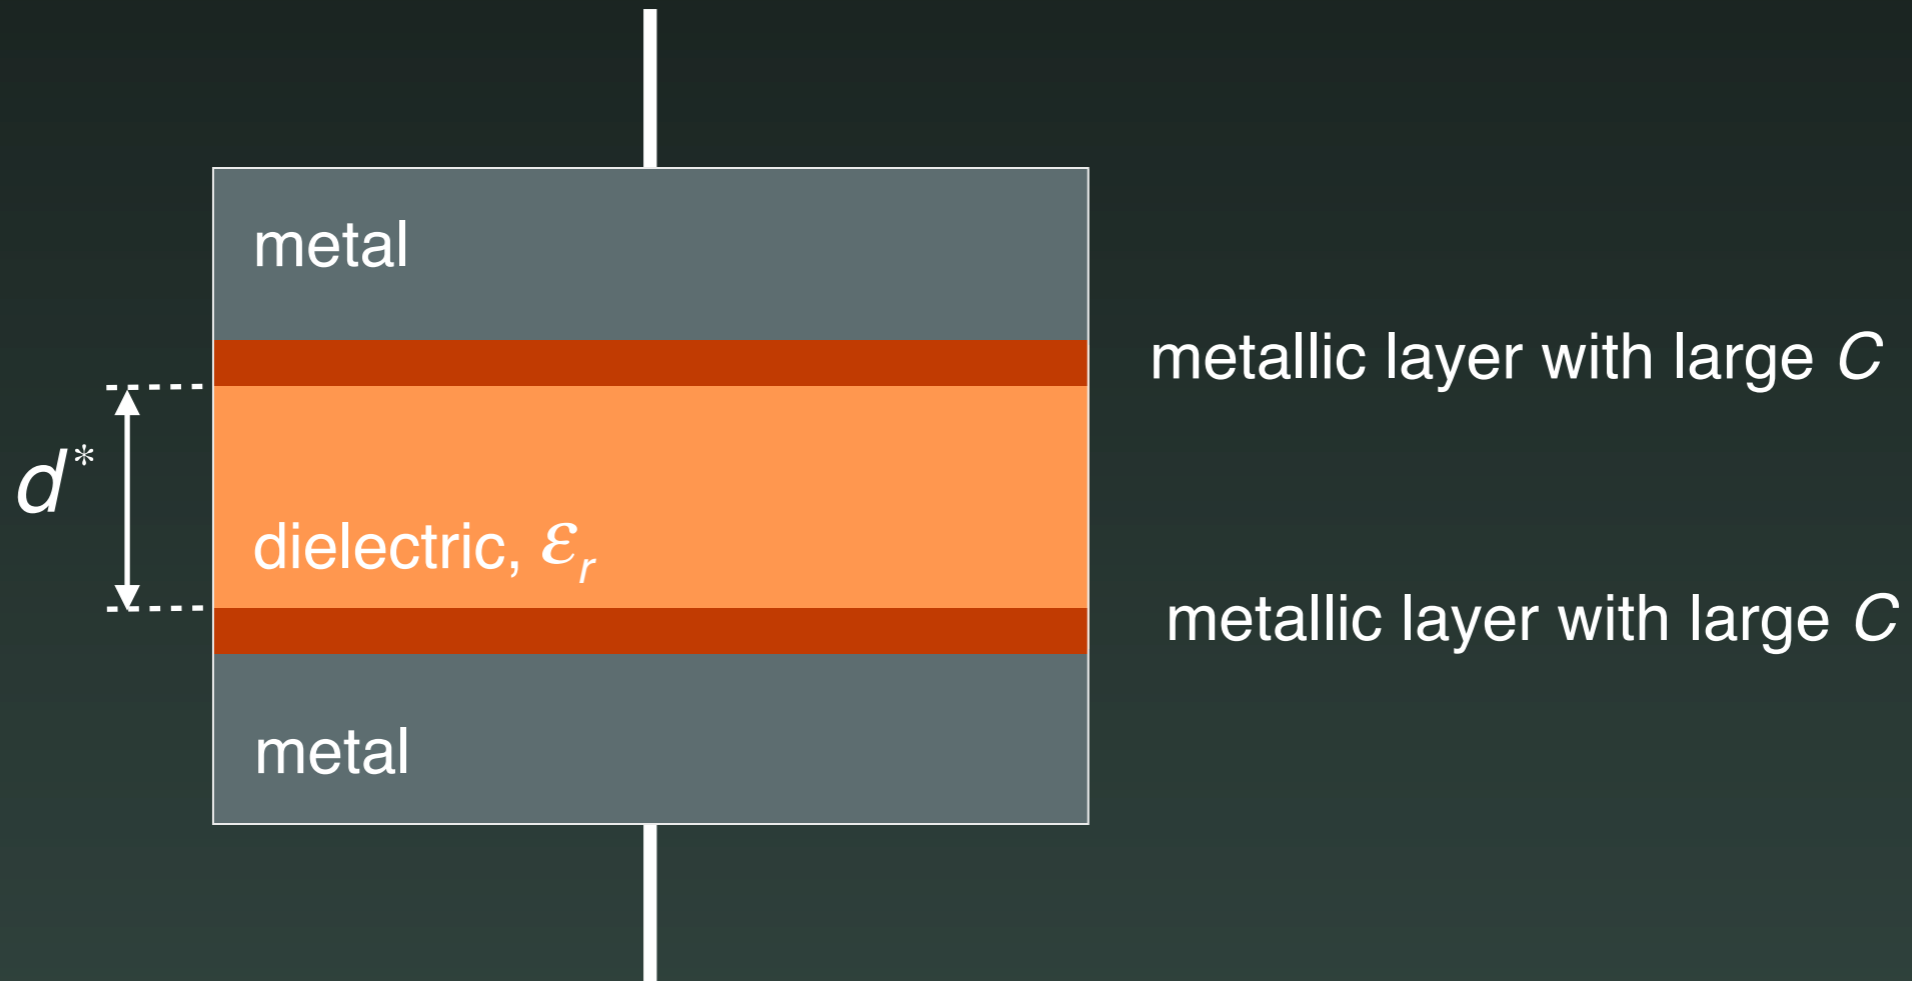 metal
metallic layer with large C
d*
dielectric, εr
metallic layer with large C
metal